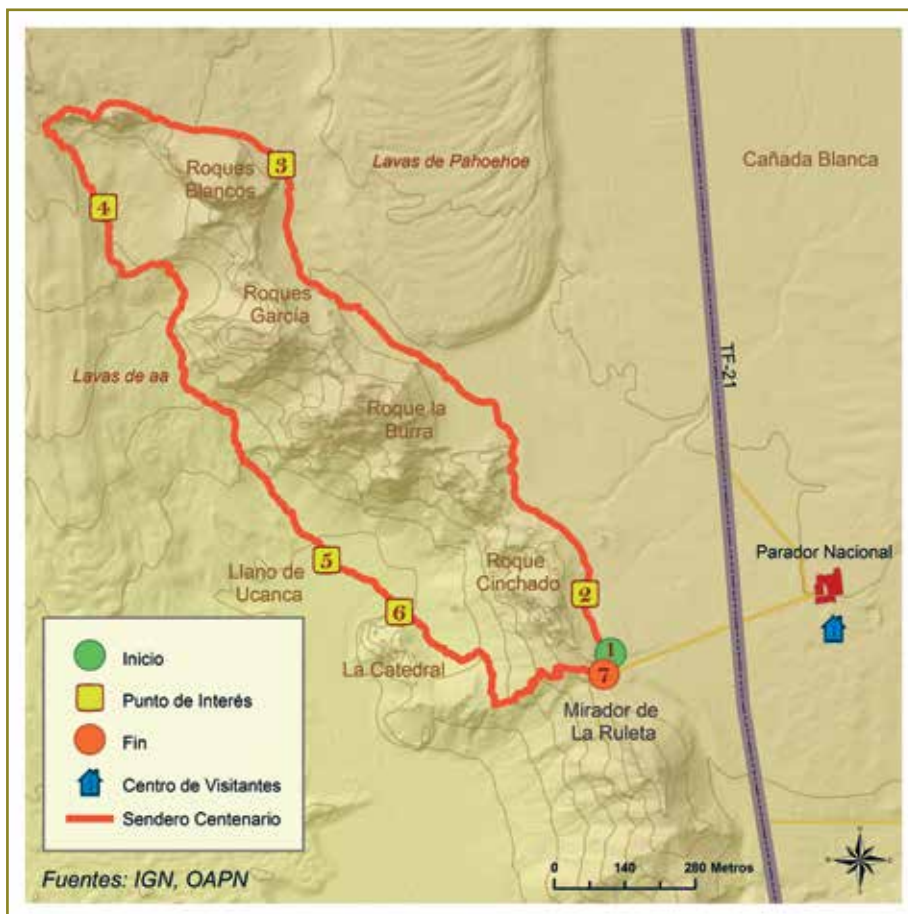 3
Roques
Blancos
Lavas de Pahoehoe
Cañada Blanca
4
Roques
García
TF-21
Lavas de aa
Roque la
Burra
5
Llano de
Ucanca
6
Roque
Cinchado
2
Parador Nacional
1
7
La Catedral
Mirador de
La Ruleta
Inicio
Punto de Interés
Fin
Centro de Visitantes
Sendero Centenario
0 140 280 Metros
Fuentes: IGN, OAPN